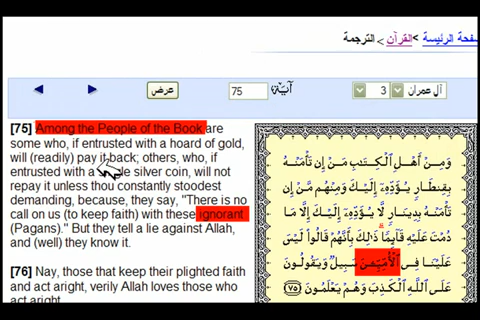 صفحة الرئيسة > القرآن > الترجمة
عرض 75 آية 3 آل عمران
[75] Among the People of the Book are
some who, if entrusted with a hoard of gold,
will (readily) pay it back; others, who, if
entrusted with a single silver coin, will not
repay it unless thou constantly stoodest
demanding, because, they say, "There is no
call on us (to keep faith) with these ignorant
(Pagans)." But they tell a lie against Allah,
and (well) they know it.
[76] Nay, those that keep their plighted faith
and act aright, verily Allah loves those who
act aright
وَمِنْ أَهْلِ ٱلْكِتَٰبِ مَنْ إِن تَأْمَنْهُ
بِقِنطَارٍ يُؤَدِّهِۦٓ إِلَيْكَ وَمِنْهُم مَّنْ إِن
تَأْمَنْهُ بِدِينَارٍ لَّا يُؤَدِّهِۦٓ إِلَيْكَ إِلَّا مَا
دُمْتَ عَلَيْهِ قَآئِمًا ذَٰلِكَ بِأَنَّهُمْ قَالُوا۟ لَيْسَ
عَلَيْنَا فِى ٱلْأُمِّيِّـۧنَ سَبِيلٌ وَيَقُولُونَ
عَلَى ٱللَّهِ ٱلْكَذِبَ وَهُمْ يَعْلَمُونَ ٧٥